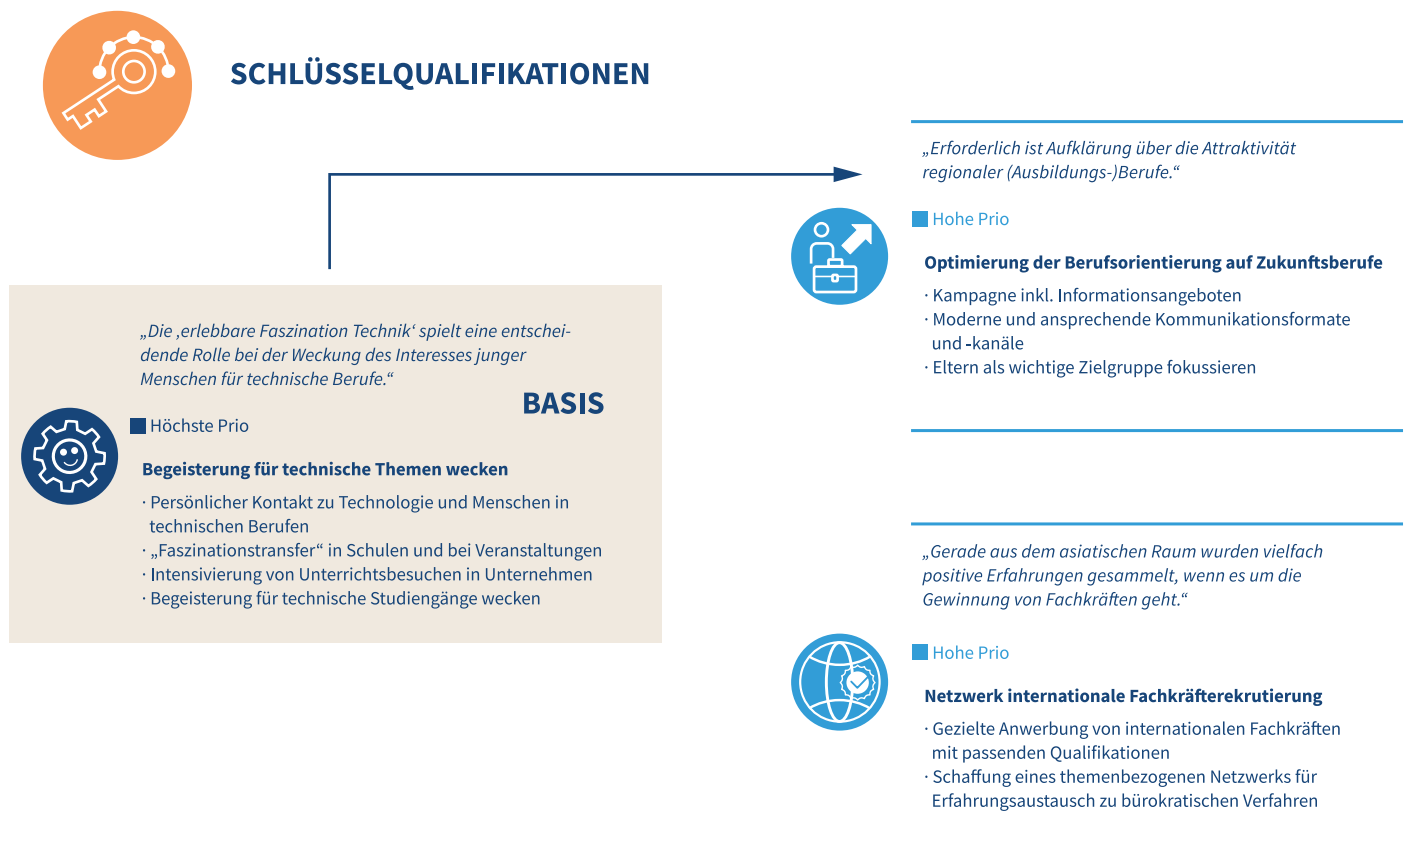 SCHLÜSSELQUALIFIKATIONEN
„Die ‚erlebbare Faszination Technik‘ spielt eine entschei-
dende Rolle bei der Weckung des Interesses junger
Menschen für technische Berufe.“
BASIS
Höchste Prio
Begeisterung für technische Themen wecken
· Persönlicher Kontakt zu Technologie und Menschen in
technischen Berufen
· „Faszinationstransfer“ in Schulen und bei Veranstaltungen
· Intensivierung von Unterrichtsbesuchen in Unternehmen
· Begeisterung für technische Studiengänge wecken
„Erforderlich ist Aufklärung über die Attraktivität
regionaler (Ausbildungs-)Berufe.“
Hohe Prio
Optimierung der Berufsorientierung auf Zukunftsberufe
· Kampagne inkl. Informationsangeboten
· Moderne und ansprechende Kommunikationsformate
und -kanäle
· Eltern als wichtige Zielgruppe fokussieren
„Gerade aus dem asiatischen Raum wurden vielfach
positive Erfahrungen gesammelt, wenn es um die
Gewinnung von Fachkräften geht.“
Hohe Prio
Netzwerk internationale Fachkräfterekrutierung
· Gezielte Anwerbung von internationalen Fachkräften
mit passenden Qualifikationen
· Schaffung eines themenbezogenen Netzwerks für
Erfahrungsaustausch zu bürokratischen Verfahren